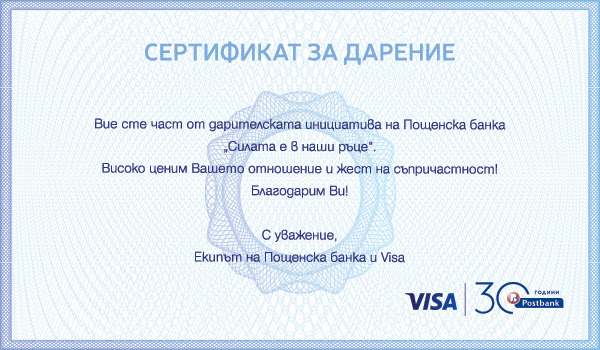 СЕРТИФИКАТ ЗА ДАРЕНИЕ
Вие сте част от дарителската инициатива на Пощенска банка
„Силата е в наши ръце“.
Високо ценим Вашето отношение и жест на съпричастност!
Благодарим Ви!
С уважение,
Екипът на Пощенска банка и Visa
VISA
30 ГОДИНИ
Postbank